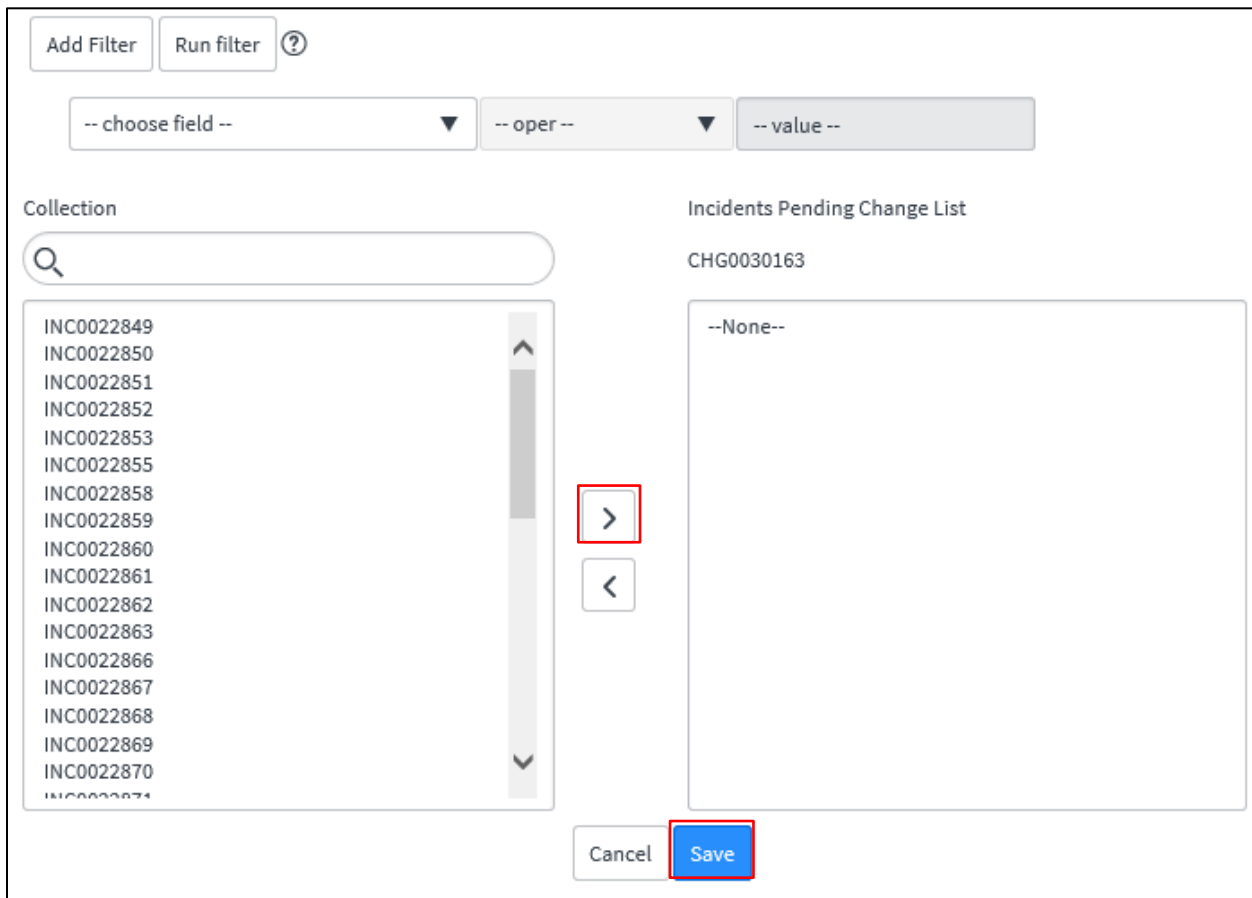 Add Filter Run filter ?
-- choose field -- -- oper -- -- value --
Collection
Incidents Pending Change List
CHG0030163
INC0022849
INC0022850
INC0022851
INC0022852
INC0022853
INC0022855
INC0022858
INC0022859
INC0022860
INC0022861
INC0022862
INC0022863
INC0022866
INC0022867
INC0022868
INC0022869
INC0022870
--None--
Cancel Save